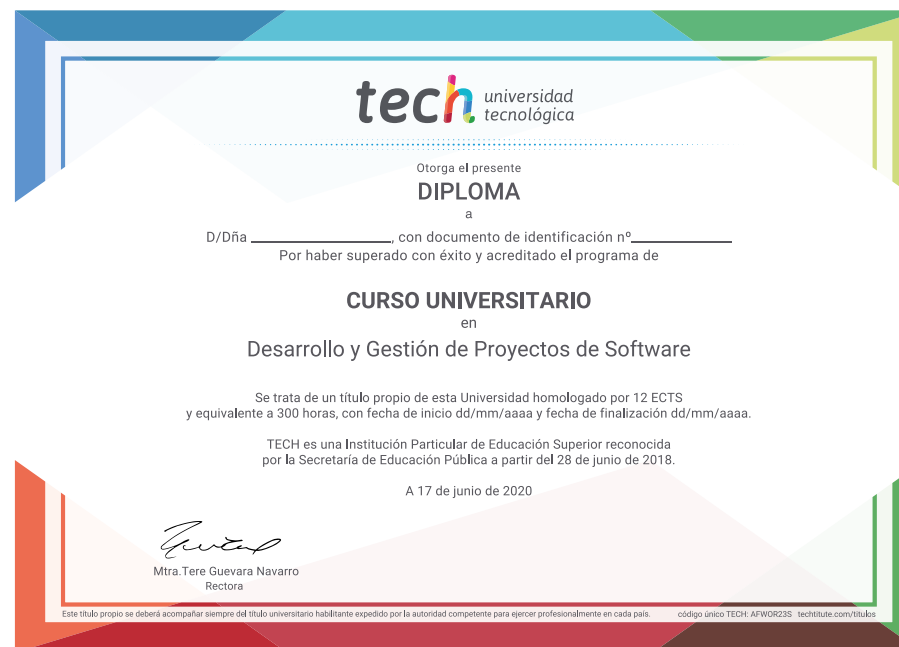 tech universidad
tecnológica
Otorga el presente
DIPLOMA
a
D/Dña ____________________, con documento de identificación nº______________
Por haber superado con éxito y acreditado el programa de
CURSO UNIVERSITARIO
en
Desarrollo y Gestión de Proyectos de Software
Se trata de un título propio de esta Universidad homologado por 12 ECTS
y equivalente a 300 horas, con fecha de inicio dd/mm/aaaa y fecha de finalización dd/mm/aaaa.
TECH es una Institución Particular de Educación Superior reconocida
por la Secretaría de Educación Pública a partir del 28 de junio de 2018.
A 17 de junio de 2020
Mtra.Tere Guevara Navarro
Rectora
Este título propio se deberá acompañar siempre del título universitario habilitante expedido por la autoridad competente para ejercer profesionalmente en cada país. código único TECH: AFWOR23S techtitute.com/titulos